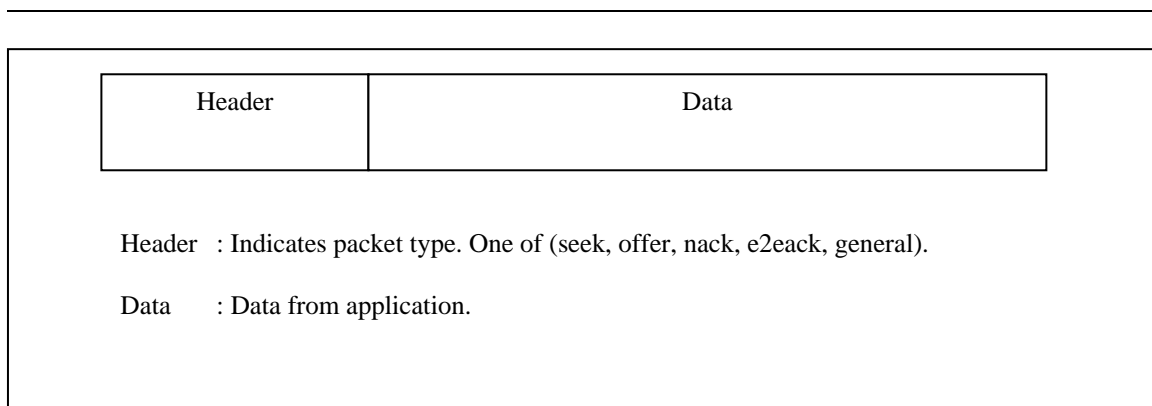 Header Data
Header : Indicates packet type. One of (seek, offer, nack, e2eack, general).
Data : Data from application.